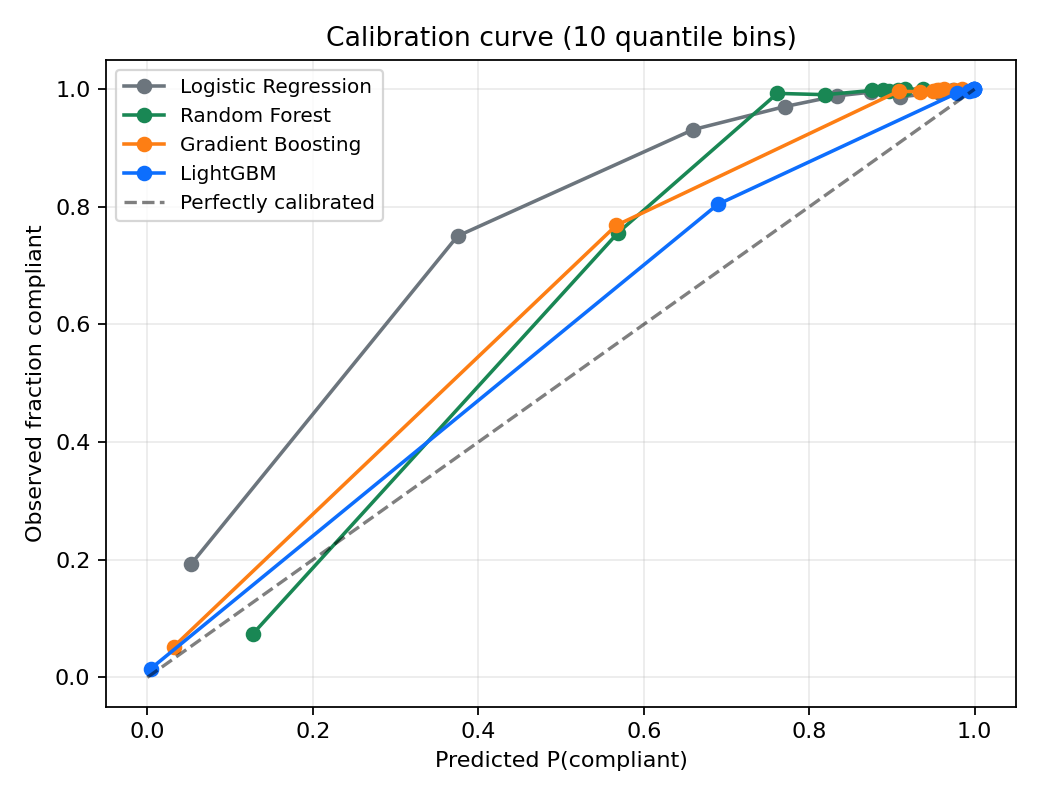 Calibration curve (10 quantile bins)
Logistic Regression
Random Forest
Gradient Boosting
LightGBM
Perfectly calibrated
Observed fraction compliant
1.0
0.8
0.6
0.4
0.2
0.0
0.0 0.2 0.4 0.6 0.8 1.0
Predicted P(compliant)